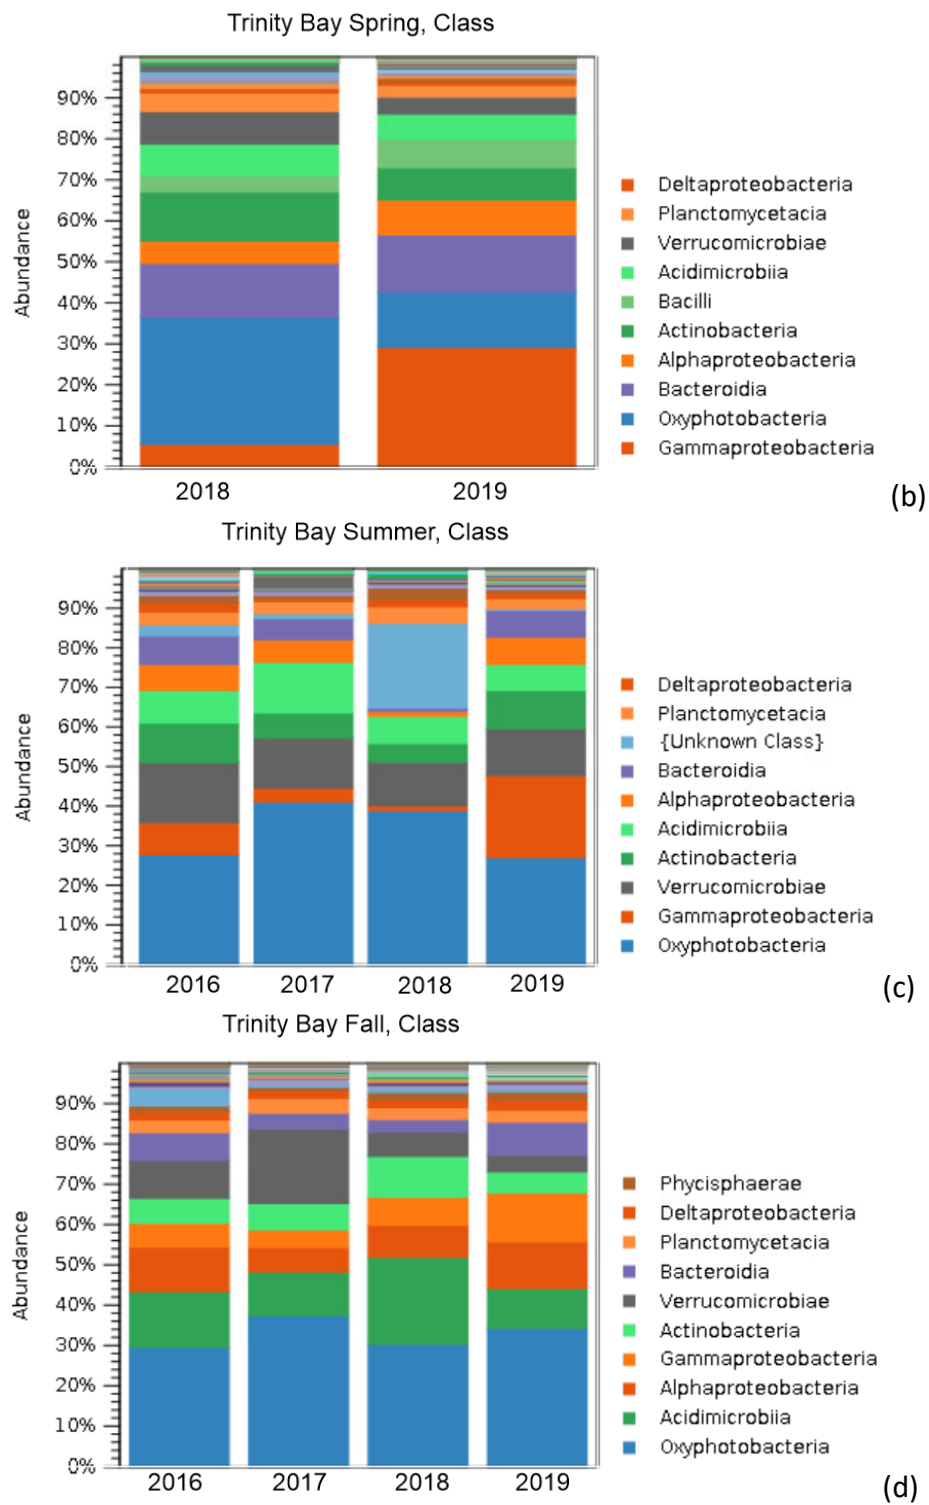 Trinity Bay Spring, Class
Abundance
90%
80%
70%
60%
50%
40%
30%
20%
10%
0%
2018 2019
Deltaproteobacteria
Planctomycetacia
Verrucomicrobiae
Acidimicrobiia
Bacilli
Actinobacteria
Alphaproteobacteria
Bacteroidia
Oxyphotobacteria
Gammaproteobacteria
(b)
Trinity Bay Summer, Class
Abundance
90%
80%
70%
60%
50%
40%
30%
20%
10%
0%
2016 2017 2018 2019
Deltaproteobacteria
Planctomycetacia
{Unknown Class}
Bacteroidia
Alphaproteobacteria
Acidimicrobiia
Actinobacteria
Verrucomicrobiae
Gammaproteobacteria
Oxyphotobacteria
(c)
Trinity Bay Fall, Class
Abundance
90%
80%
70%
60%
50%
40%
30%
20%
10%
0%
2016 2017 2018 2019
Phycisphaerae
Deltaproteobacteria
Planctomycetacia
Bacteroidia
Verrucomicrobiae
Actinobacteria
Gammaproteobacteria
Alphaproteobacteria
Acidimicrobiia
Oxyphotobacteria
(d)